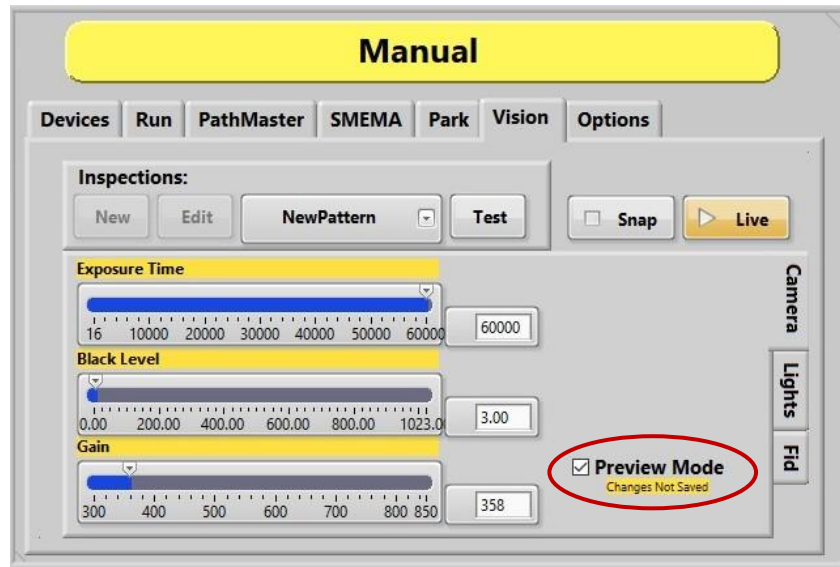 Manual
Devices Run PathMaster SMEMA Park Vision Options
Inspections:
New Edit NewPattern Test Snap Live
Exposure Time
16 10000 20000 30000 40000 50000 60000
60000
Black Level
0.00 200.00 400.00 600.00 800.00 1023.0
3.00
Gain
300 400 500 600 700 800 850
358
Preview Mode
Changes Not Saved
Camera
Lights
Fid